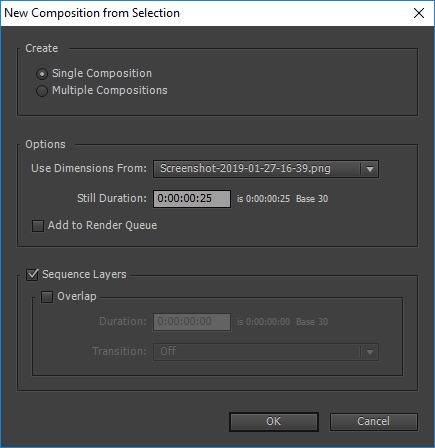 New Composition from Selection
Create
Single Composition
Multiple Compositions
Options
Use Dimensions From: Screenshot-2019-01-27-16-39.png
Still Duration: 0:00:00:25 is 0:00:00:25 Base 30
Add to Render Queue
Sequence Layers
Overlap
Duration: 0:00:00:00 is 0:00:00:00 Base 30
Transition: Off
OK Cancel